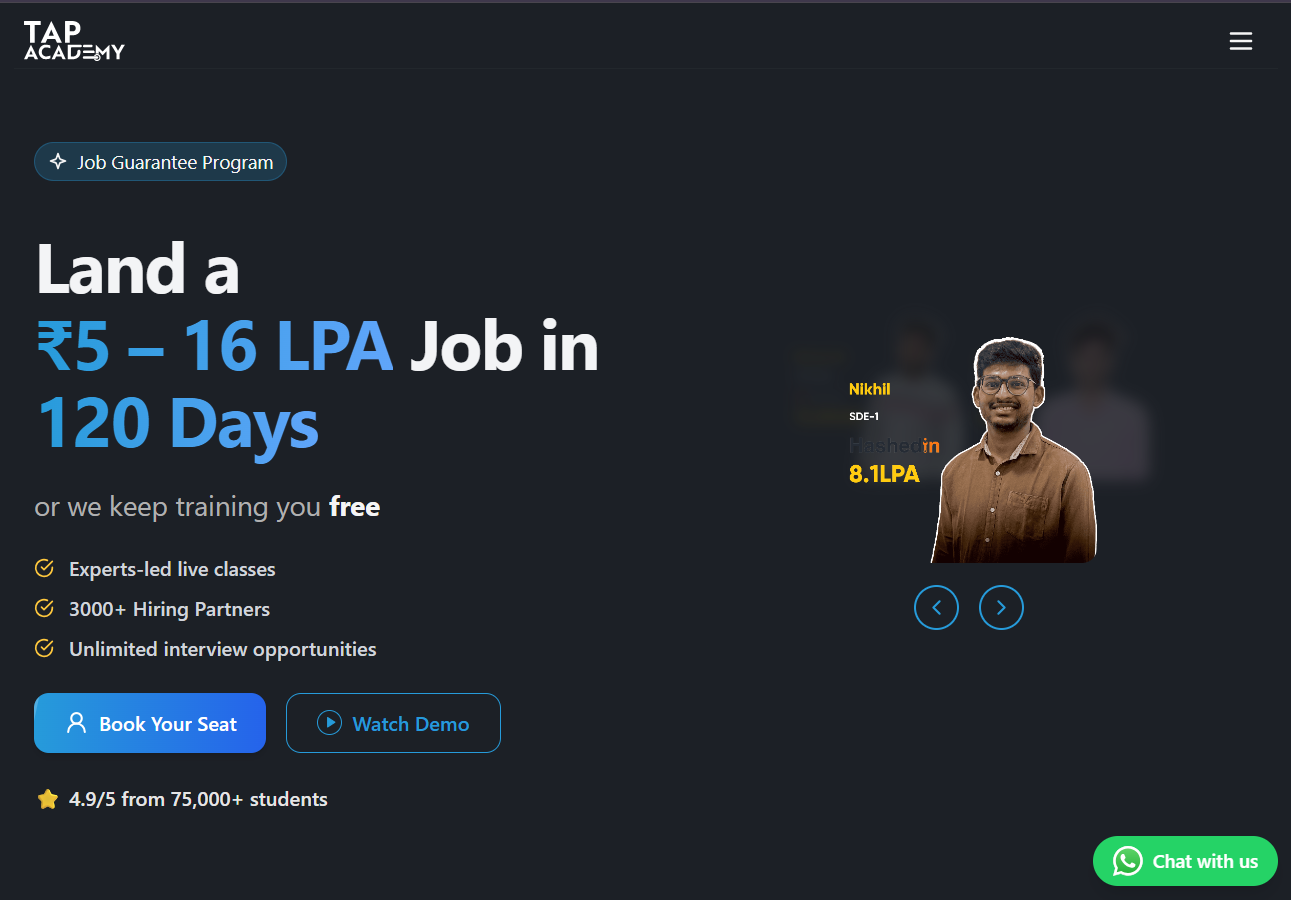 TAP
ACADEMY
Job Guarantee Program
Land a
₹5 – 16 LPA Job in
120 Days
or we keep training you free
Experts-led live classes
3000+ Hiring Partners
Unlimited interview opportunities
Book Your Seat
Watch Demo
4.9/5 from 75,000+ students
Nikhil
SDE-1
Hashedin
8.1LPA
Chat with us